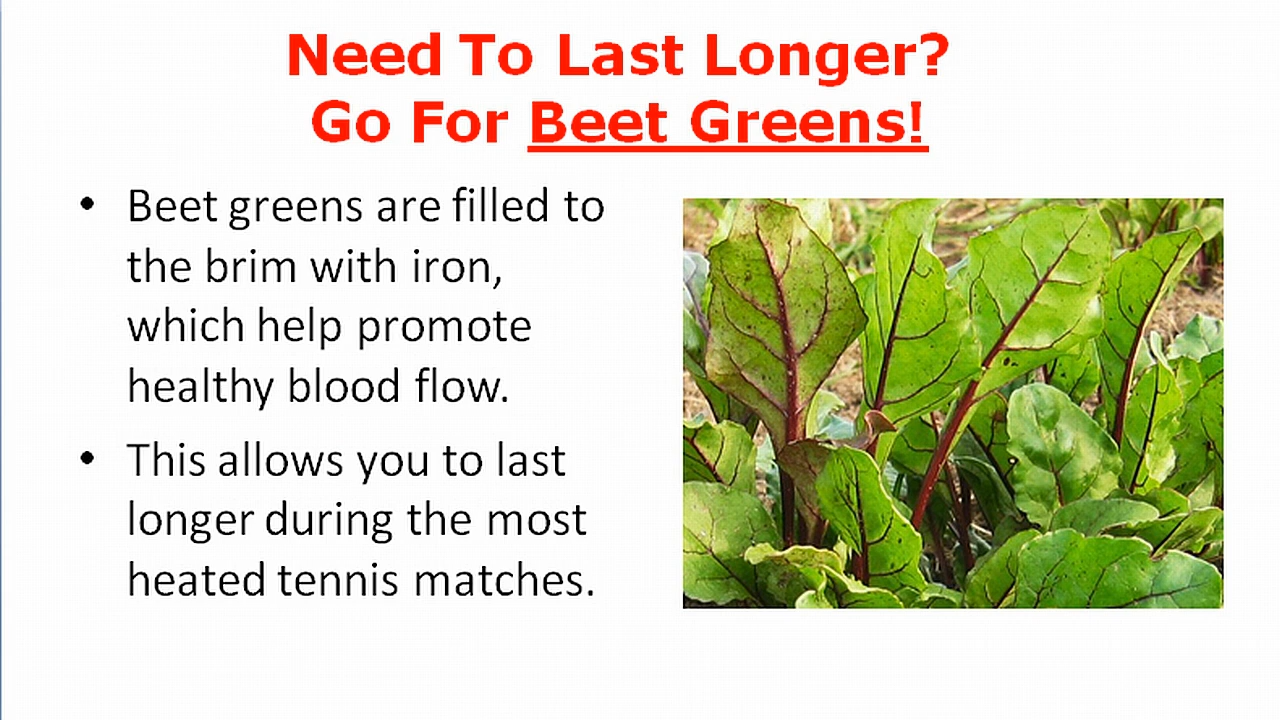 Need To Last Longer?
Go For Beet Greens!
• Beet greens are filled to
the brim with iron,
which help promote
healthy blood flow.
• This allows you to last
longer during the most
heated tennis matches.